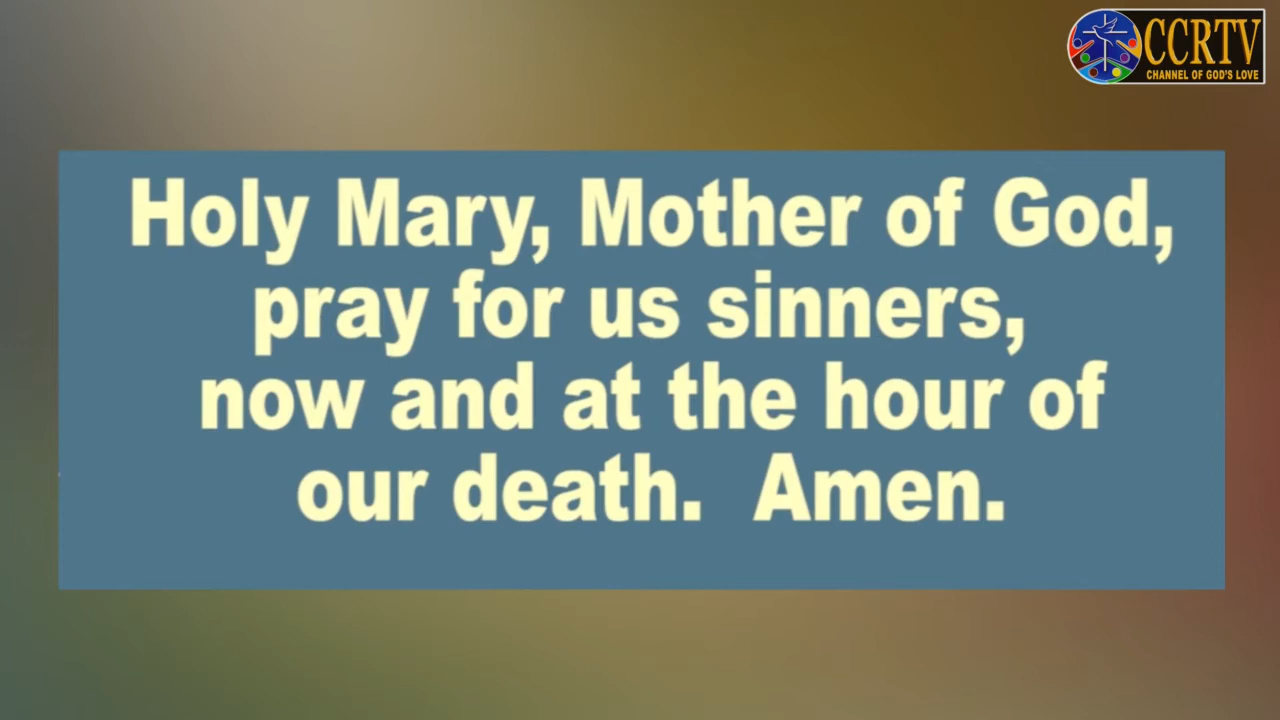 CCRTV
CHANNEL OF GOD'S LOVE
Holy Mary, Mother of God,
pray for us sinners,
now and at the hour of
our death. Amen.